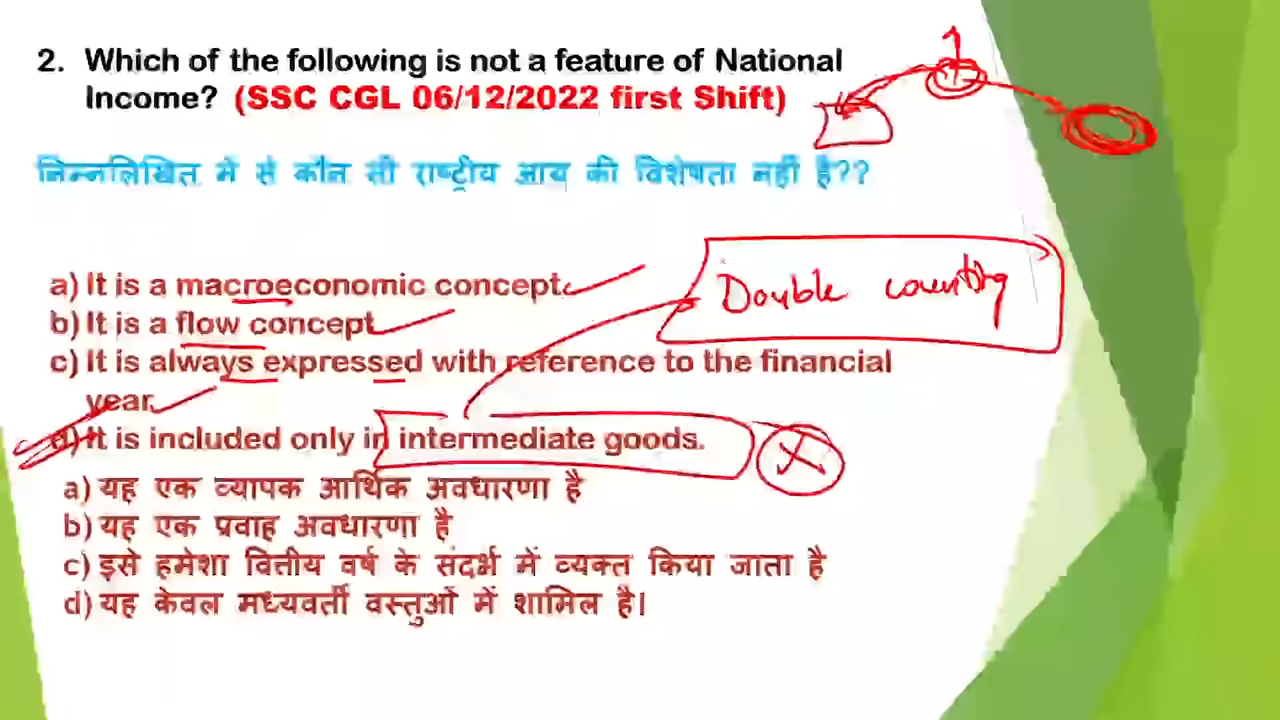 2. Which of the following is not a feature of National
Income? (SSC CGL 06/12/2022 first Shift)
निम्नलिखित में से कौन सी राष्ट्रीय आय की विशेषता नहीं है??
Double counting
a) It is a macroeconomic concept.
b) It is a flow concept
c) It is always expressed with reference to the financial
year.
d) It is included only in intermediate goods.
a) यह एक व्यापक आर्थिक अवधारणा है
b) यह एक प्रवाह अवधारणा है
c) इसे हमेशा वित्तीय वर्ष के संदर्भ में व्यक्त किया जाता है
d) यह केवल मध्यवर्ती वस्तुओं में शामिल है।